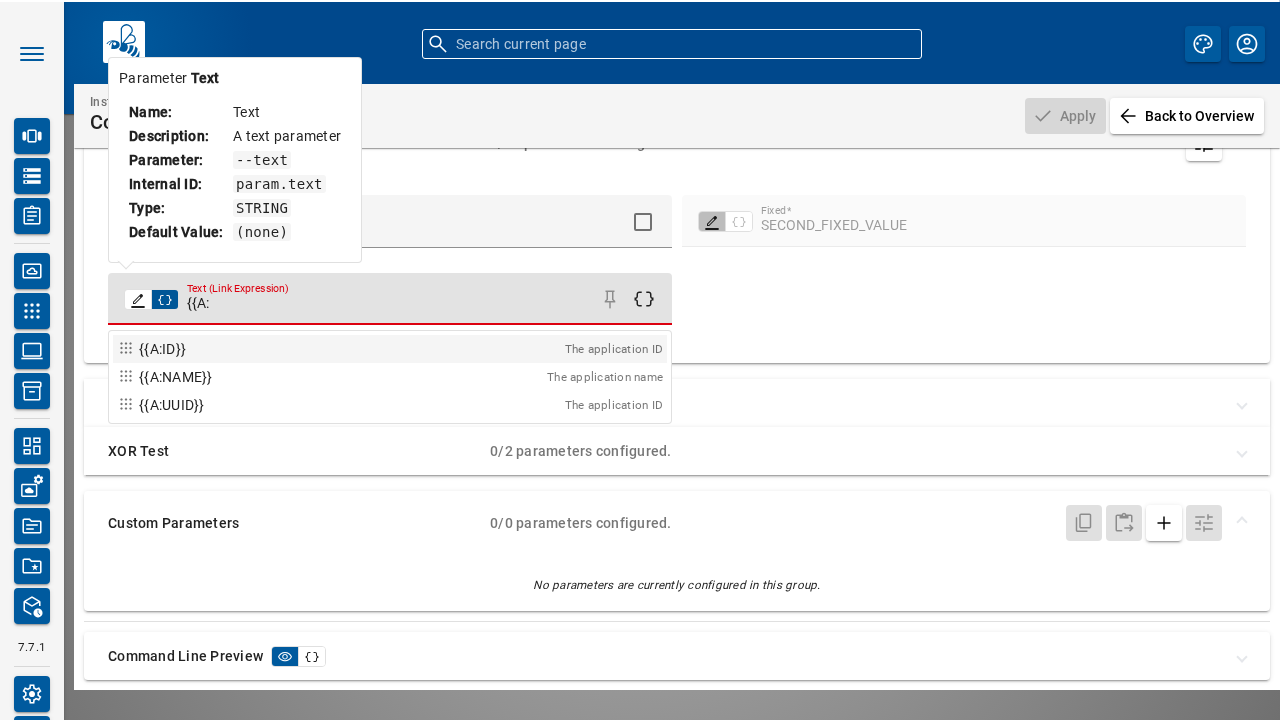 Search current page
Parameter Text
Name: Text
Description: A text parameter
Parameter: --text
Internal ID: param.text
Type: STRING
Default Value: (none)
Apply
Back to Overview
Fixed*
SECOND_FIXED_VALUE
Text (Link Expression)
{{A:
{{A:ID}} The application ID
{{A:NAME}} The application name
{{A:UUID}} The application ID
XOR Test 0/2 parameters configured.
Custom Parameters 0/0 parameters configured.
No parameters are currently configured in this group.
Command Line Preview
7.7.1